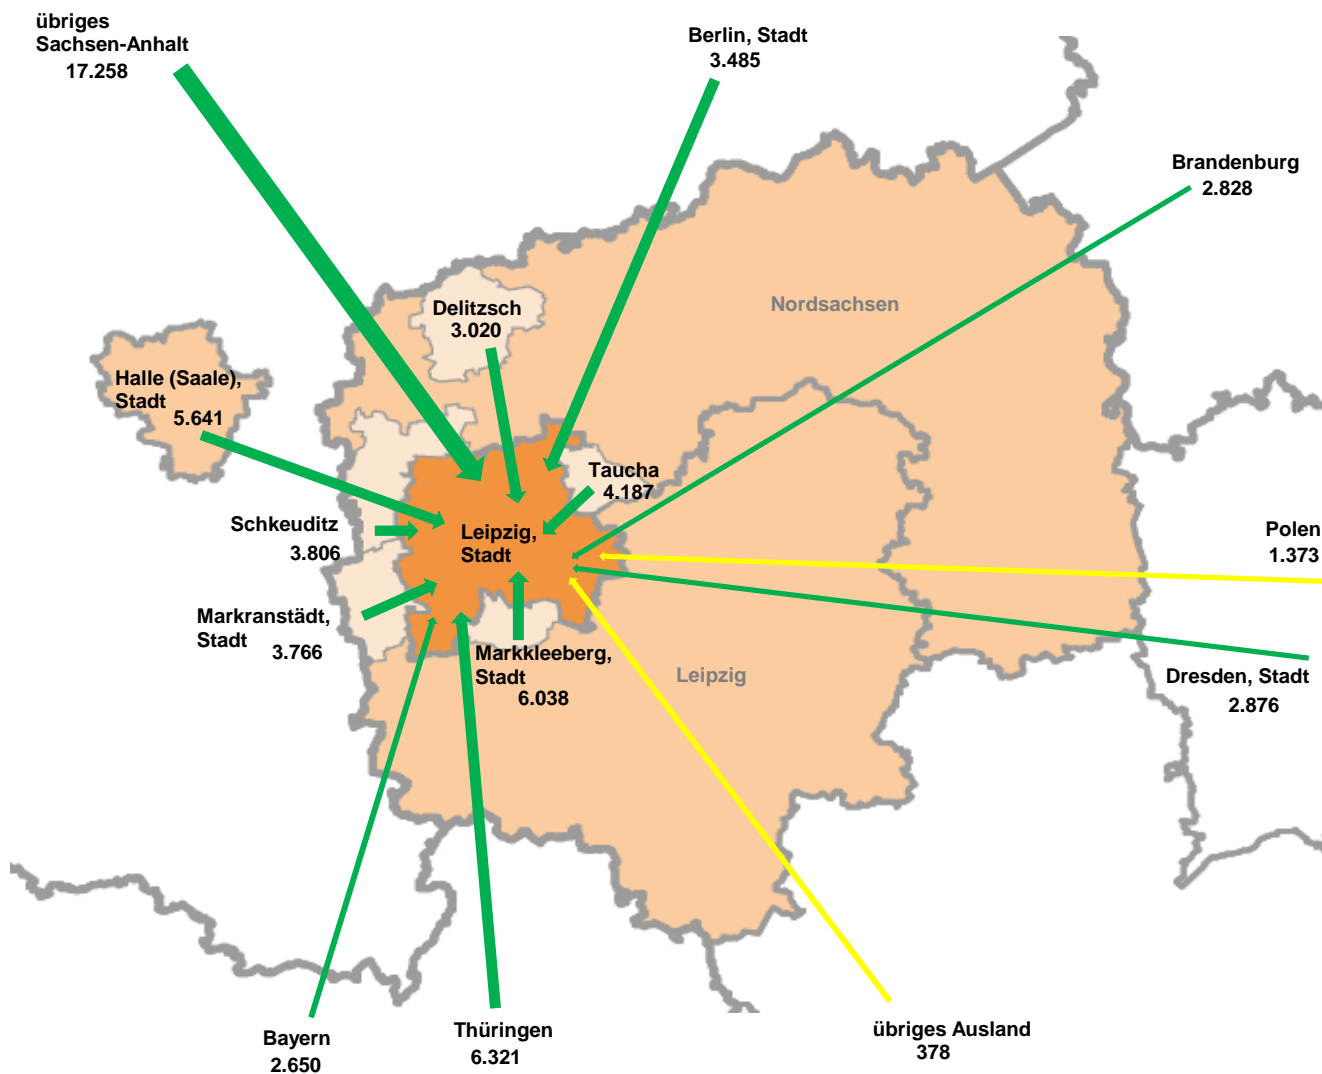 übriges
Sachsen-Anhalt
17.258
Berlin, Stadt
3.485
Brandenburg
2.828
Nordsachsen
Delitzsch
3.020
Halle (Saale),
Stadt
5.641
Taucha
4.187
Schkeuditz
3.806
Leipzig,
Stadt
Polen
1.373
Markranstädt,
Stadt
3.766
Markkleeberg,
Stadt
6.038
Leipzig
Dresden, Stadt
2.876
Bayern
2.650
Thüringen
6.321
übriges Ausland
378